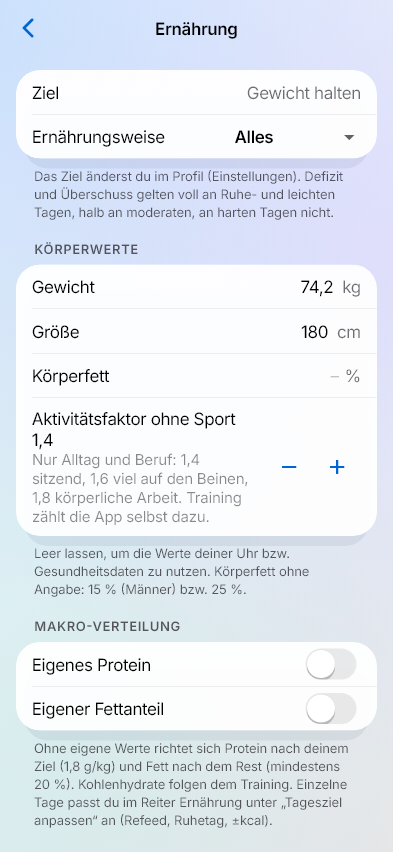 Ernährung
Ziel Gewicht halten
Ernährungsweise Alles
Das Ziel änderst du im Profil (Einstellungen). Defizit
und Überschuss gelten voll an Ruhe- und leichten
Tagen, halb an moderaten, an harten Tagen nicht.
KÖRPERWERTE
Gewicht 74,2 kg
Größe 180 cm
Körperfett – %
Aktivitätsfaktor ohne Sport
1,4
Nur Alltag und Beruf: 1,4
sitzend, 1,6 viel auf den Beinen,
1,8 körperliche Arbeit. Training
zählt die App selbst dazu.
− +
Leer lassen, um die Werte deiner Uhr bzw.
Gesundheitsdaten zu nutzen. Körperfett ohne
Angabe: 15 % (Männer) bzw. 25 %.
MAKRO-VERTEILUNG
Eigenes Protein
Eigener Fettanteil
Ohne eigene Werte richtet sich Protein nach deinem
Ziel (1,8 g/kg) und Fett nach dem Rest (mindestens
20 %). Kohlenhydrate folgen dem Training. Einzelne
Tage passt du im Reiter Ernährung unter „Tagesziel
anpassen“ an (Refeed, Ruhetag, ±kcal).